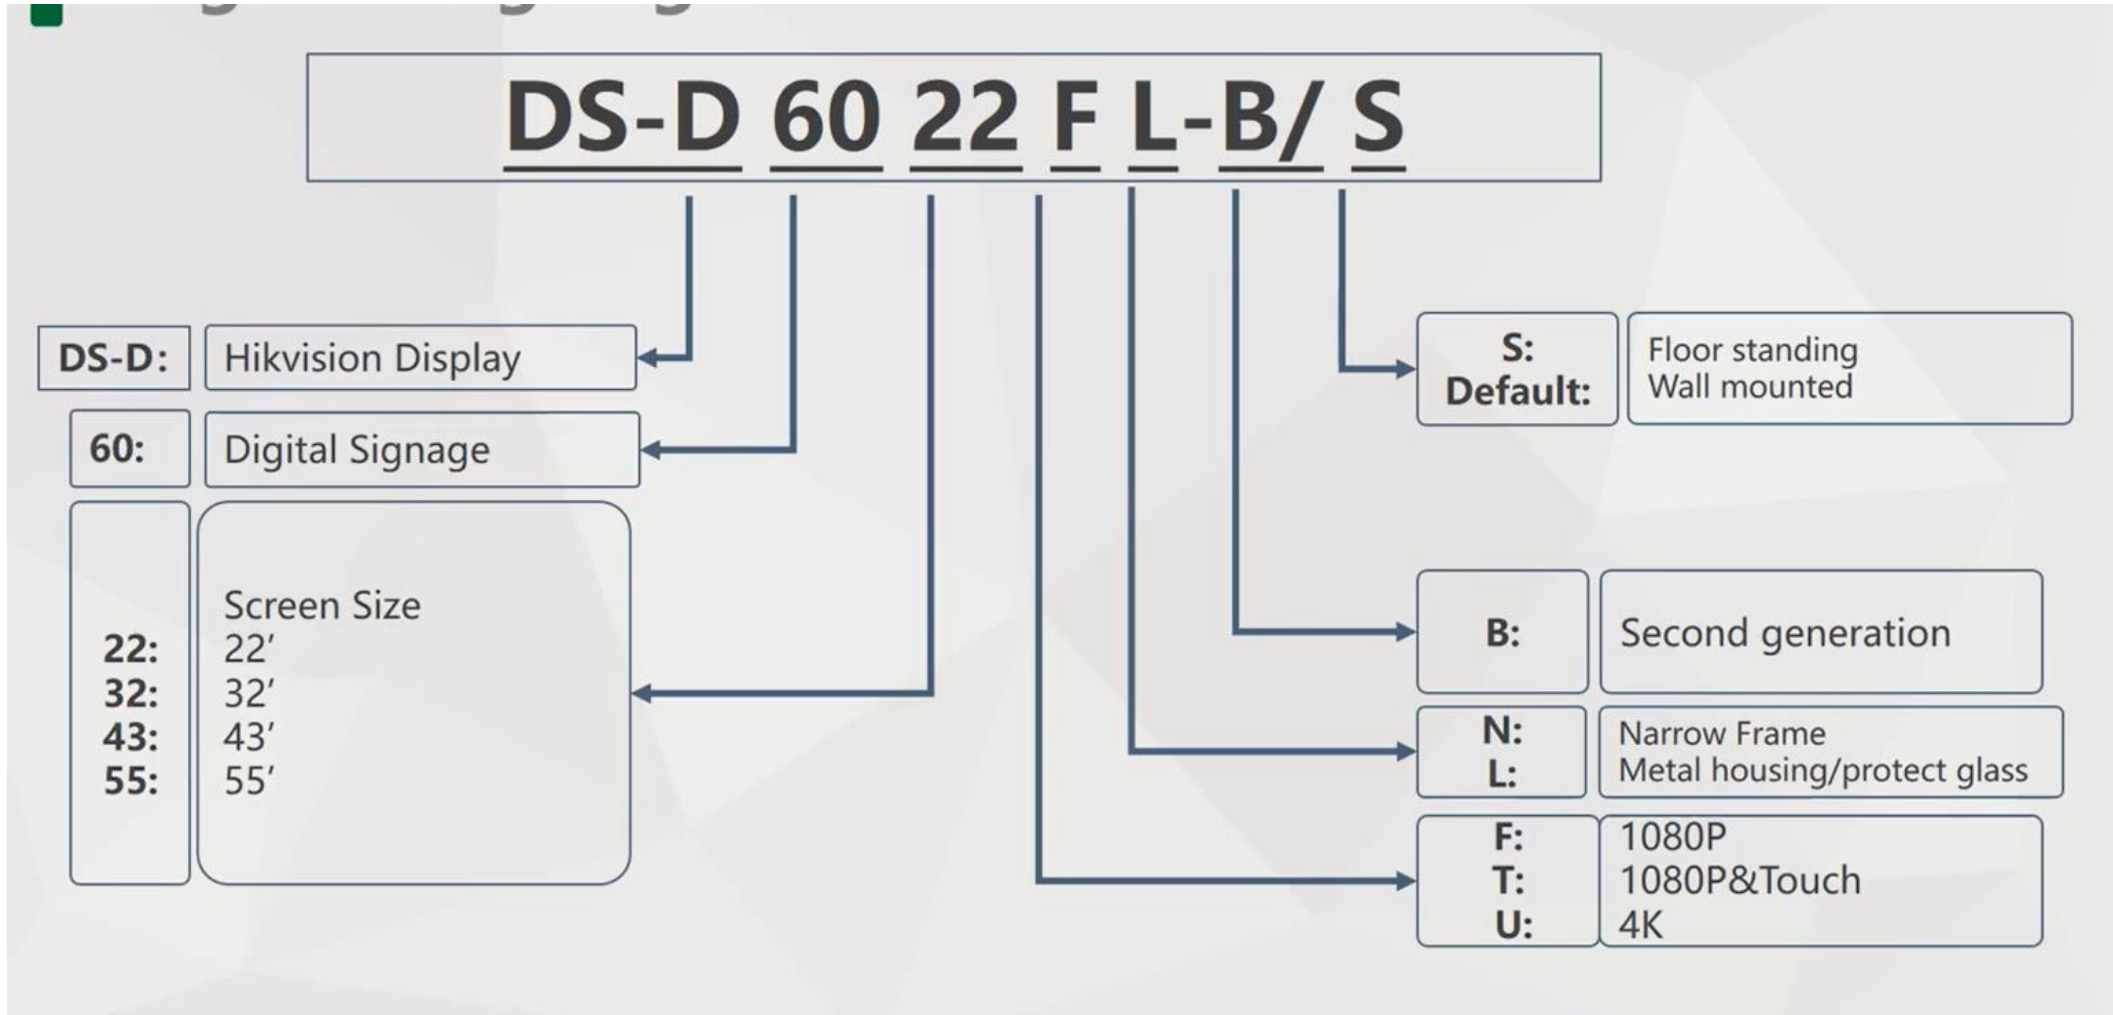 DS-D 60 22 F L-B/ S
DS-D: Hikvision Display
60: Digital Signage
Screen Size
22: 22′
32: 32′
43: 43′
55: 55′
S: Floor standing
Default: Wall mounted
B: Second generation
N: Narrow Frame
L: Metal housing/protect glass
F: 1080P
T: 1080P&Touch
U: 4K